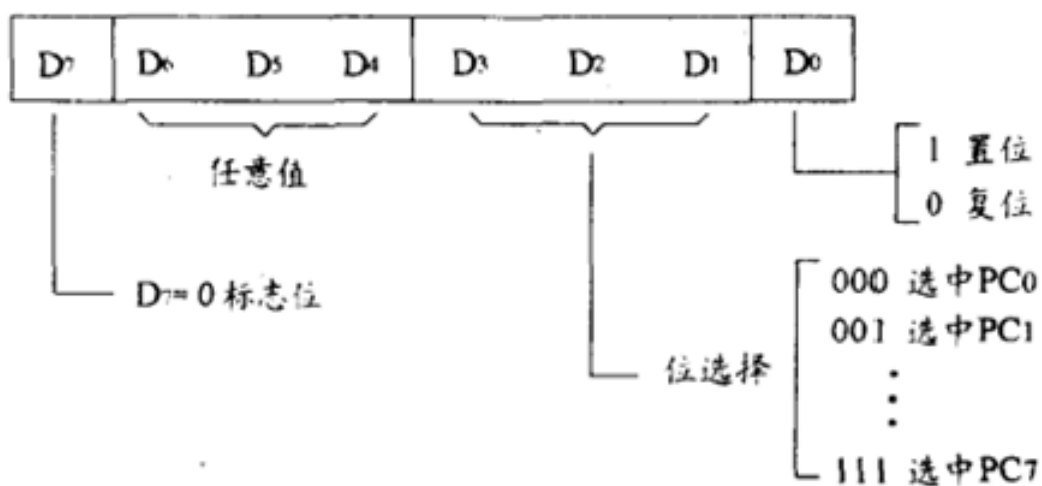 D7 D6 D5 D4 D3 D2 D1 D0
任意值
1 置位
0 复位
D7=0标志位
000 选中PC0
001 选中PC1
位选择
111 选中PC7